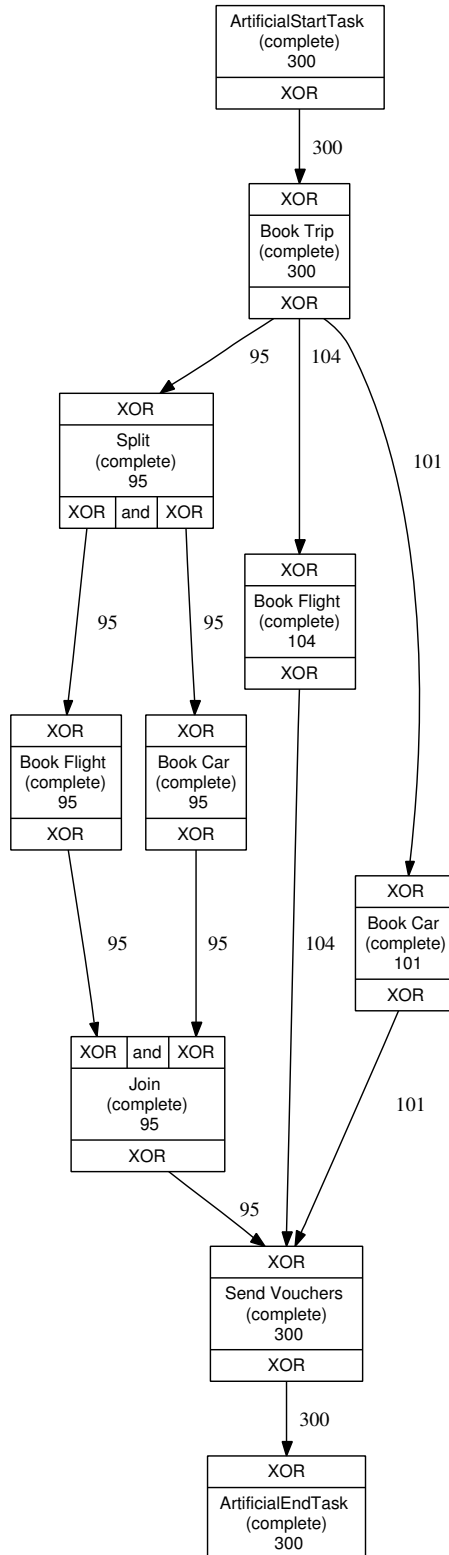 ArtificialStartTask
(complete)
300
XOR
300
XOR
Book Trip
(complete)
300
XOR
95
104
101
XOR
Split
(complete)
95
XOR and XOR
95
95
XOR
Book Flight
(complete)
104
XOR
XOR
Book Flight
(complete)
95
XOR
XOR
Book Car
(complete)
95
XOR
XOR
Book Car
(complete)
101
XOR
95
95
104
101
XOR and XOR
Join
(complete)
95
XOR
95
XOR
Send Vouchers
(complete)
300
XOR
300
XOR
ArtificialEndTask
(complete)
300